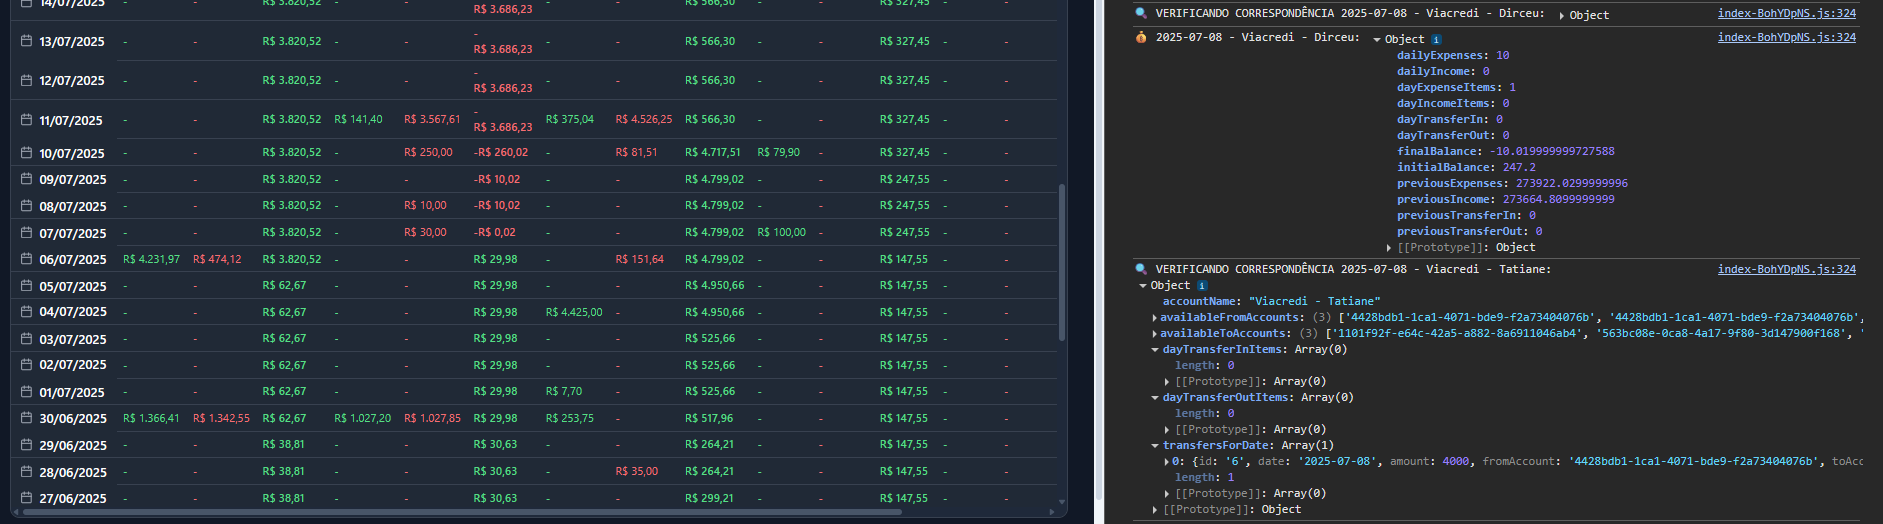 14/07/2025 - - R$ 3.820,52 - - R$ 3.686,23 - - R$ 566,30 - - R$ 327,45 - -
13/07/2025 - - R$ 3.820,52 - - - R$ 3.686,23 - - R$ 566,30 - - R$ 327,45 - -
12/07/2025 - - R$ 3.820,52 - - - R$ 3.686,23 - - R$ 566,30 - - R$ 327,45 - -
11/07/2025 - - R$ 3.820,52 R$ 141,40 R$ 3.567,61 - R$ 3.686,23 R$ 375,04 R$ 4.526,25 R$ 566,30 - - R$ 327,45 - -
10/07/2025 - - R$ 3.820,52 - R$ 250,00 -R$ 260,02 - R$ 81,51 R$ 4.717,51 R$ 79,90 - R$ 327,45 - -
09/07/2025 - - R$ 3.820,52 - - -R$ 10,02 - - R$ 4.799,02 - - R$ 247,55 - -
08/07/2025 - - R$ 3.820,52 - R$ 10,00 -R$ 10,02 - - R$ 4.799,02 - - R$ 247,55 - -
07/07/2025 - - R$ 3.820,52 - R$ 30,00 -R$ 0,02 - - R$ 4.799,02 R$ 100,00 - R$ 247,55 - -
06/07/2025 R$ 4.231,97 R$ 474,12 R$ 3.820,52 - - R$ 29,98 - R$ 151,64 R$ 4.799,02 - - R$ 147,55 - -
05/07/2025 - - R$ 62,67 - - R$ 29,98 - - R$ 4.950,66 - - R$ 147,55 - -
04/07/2025 - - R$ 62,67 - - R$ 29,98 R$ 4.425,00 - R$ 4.950,66 - - R$ 147,55 - -
03/07/2025 - - R$ 62,67 - - R$ 29,98 - - R$ 525,66 - - R$ 147,55 - -
02/07/2025 - - R$ 62,67 - - R$ 29,98 - - R$ 525,66 - - R$ 147,55 - -
01/07/2025 - - R$ 62,67 - - R$ 29,98 R$ 7,70 - R$ 525,66 - - R$ 147,55 - -
30/06/2025 R$ 1.366,41 R$ 1.342,55 R$ 62,67 R$ 1.027,20 R$ 1.027,85 R$ 29,98 R$ 253,75 - R$ 517,96 - - R$ 147,55 - -
29/06/2025 - - R$ 38,81 - - R$ 30,63 - - R$ 264,21 - - R$ 147,55 - -
28/06/2025 - - R$ 38,81 - - R$ 30,63 - R$ 35,00 R$ 264,21 - - R$ 147,55 - -
27/06/2025 - - R$ 38,81 - - R$ 30,63 - - R$ 299,21 - - R$ 147,55 - -
VERIFICANDO CORRESPONDÊNCIA 2025-07-08 - Viacredi - Dirceu: Object index-BohYDpNS.js:324
2025-07-08 - Viacredi - Dirceu: Object i index-BohYDpNS.js:324
dailyExpenses: 10
dailyIncome: 0
dayExpenseItems: 1
dayIncomeItems: 0
dayTransferIn: 0
dayTransferOut: 0
finalBalance: -10.019999999727588
initialBalance: 247.2
previousExpenses: 273922.0299999996
previousIncome: 273664.8099999999
previousTransferIn: 0
previousTransferOut: 0
[[Prototype]]: Object
VERIFICANDO CORRESPONDÊNCIA 2025-07-08 - Viacredi - Tatiane: index-BohYDpNS.js:324
Object i
accountName: "Viacredi - Tatiane"
availableFromAccounts: (3) ['4428bdb1-1ca1-4071-bde9-f2a73404076b', '4428bdb1-1ca1-4071-bde9-f2a73404076b',
availableToAccounts: (3) ['1101f92f-e64c-42a5-a882-8a6911046ab4', '563bc08e-0ca8-4a17-9f80-3d147900f168', '
dayTransferInItems: Array(0)
length: 0
[[Prototype]]: Array(0)
dayTransferOutItems: Array(0)
length: 0
[[Prototype]]: Array(0)
transfersForDate: Array(1)
0: {id: '6', date: '2025-07-08', amount: 4000, fromAccount: '4428bdb1-1ca1-4071-bde9-f2a73404076b', toAcc
length: 1
[[Prototype]]: Array(0)
[[Prototype]]: Object